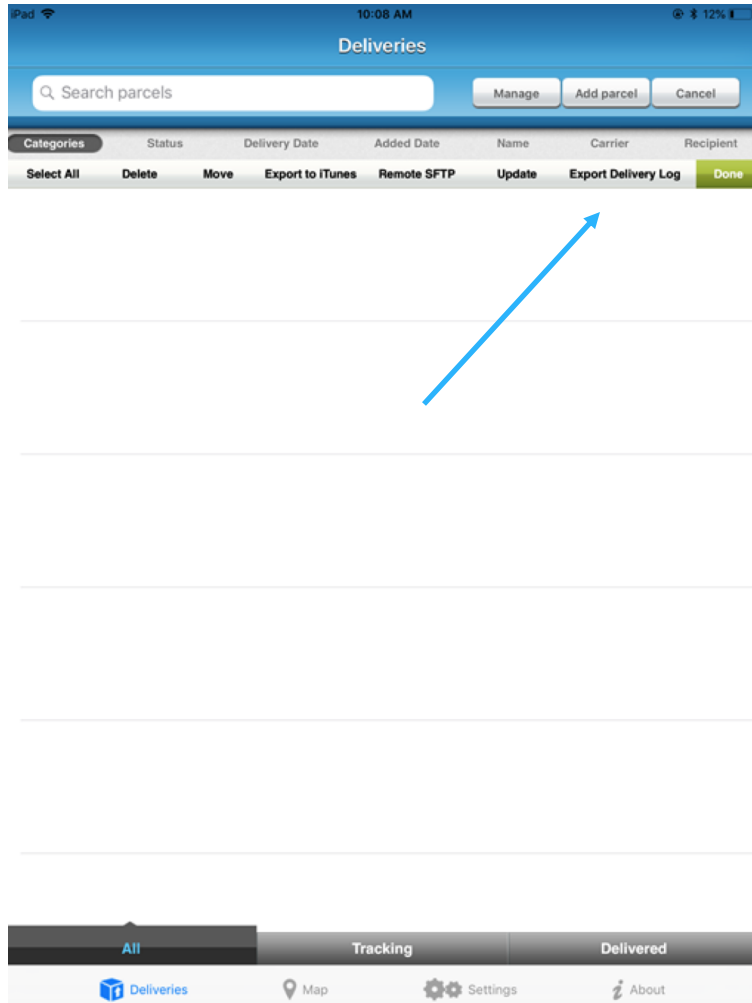 iPad 10:08 AM 12%
Deliveries
Search parcels Manage Add parcel Cancel
Categories Status Delivery Date Added Date Name Carrier Recipient
Select All Delete Move Export to iTunes Remote SFTP Update Export Delivery Log Done
All Tracking Delivered
Deliveries Map Settings About